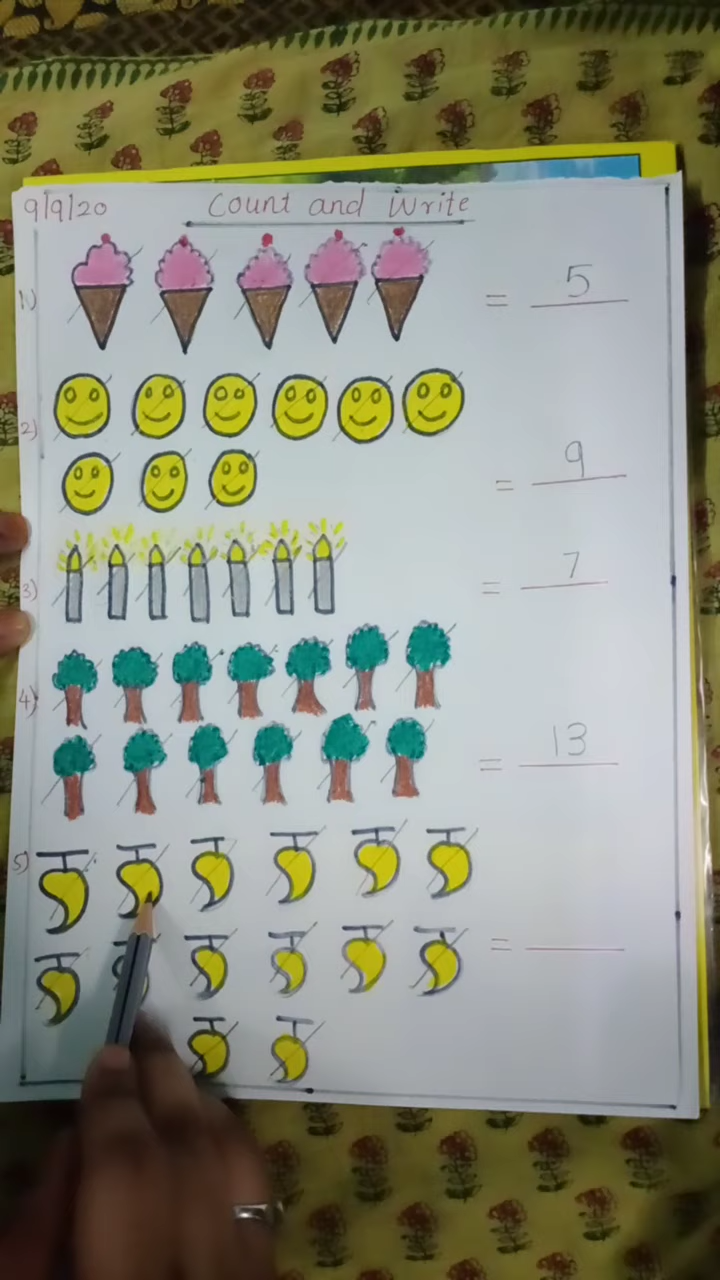 9/9/20 Count and Write
1) = 5
2)
= 9
3) = 7
4)
= 13
5)
=